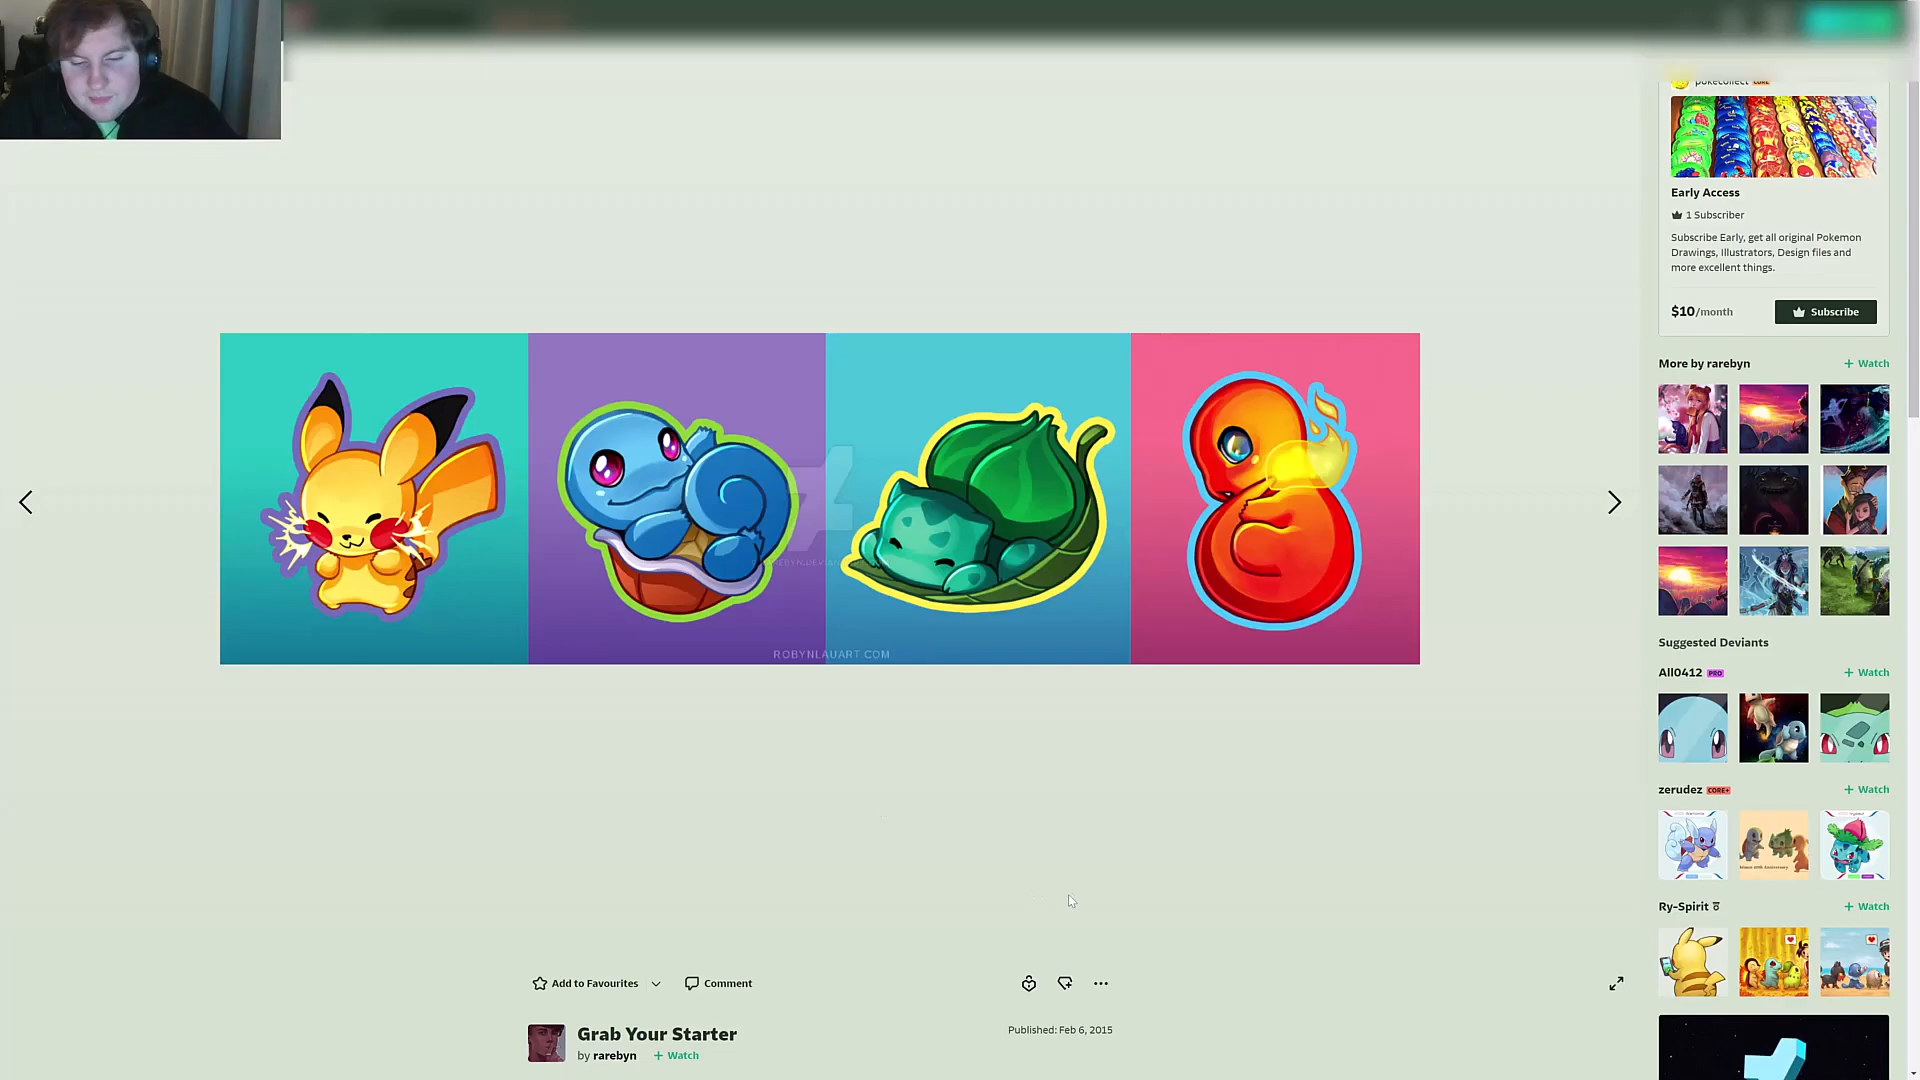 pokecollect CORE
Early Access
1 Subscriber
Subscribe Early, get all original Pokemon
Drawings, Illustrators, Design files and
more excellent things.
$10/month
Subscribe
More by rarebyn
+ Watch
ROBYNLAUART.COM
Suggested Deviants
All0412 PRO
+ Watch
zerudez CORE+
+ Watch
Ry-Spirit
+ Watch
Add to Favourites
Comment
Grab Your Starter
by rarebyn
+ Watch
Published: Feb 6, 2015